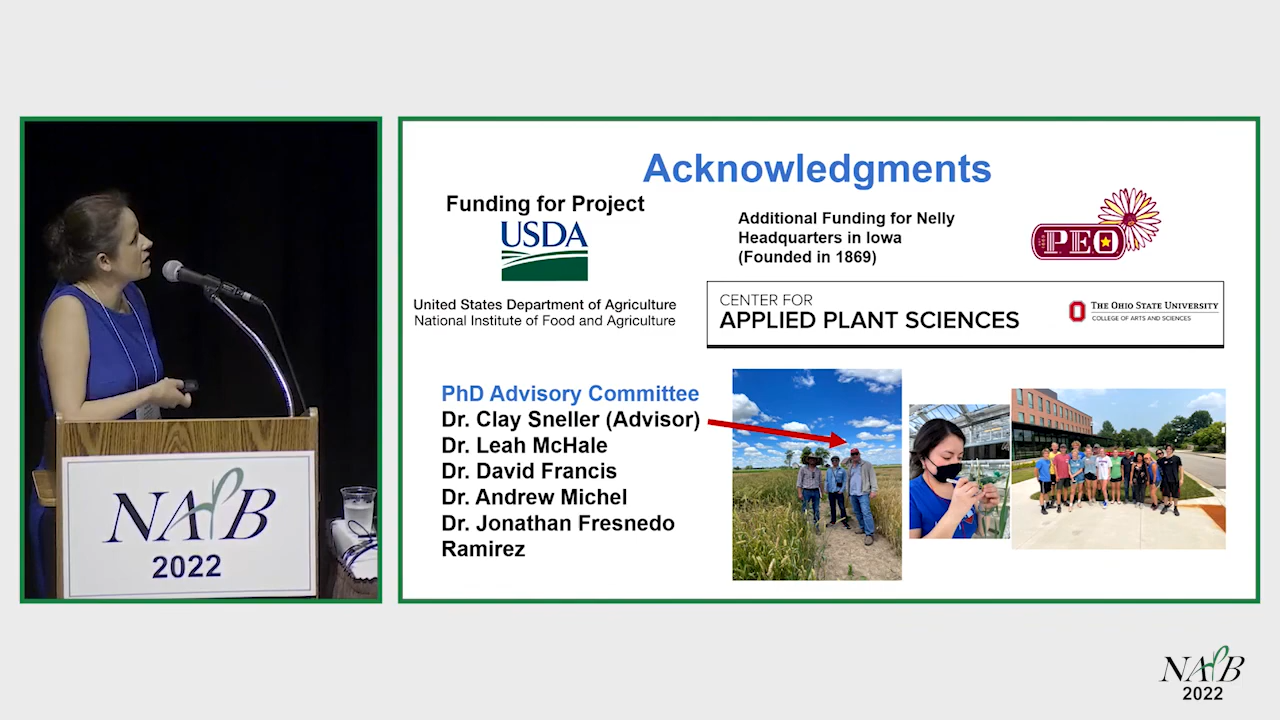 Acknowledgments
Funding for Project
USDA
United States Department of Agriculture
National Institute of Food and Agriculture
Additional Funding for Nelly
Headquarters in Iowa
(Founded in 1869)
PEO
CENTER FOR
APPLIED PLANT SCIENCES
THE OHIO STATE UNIVERSITY
COLLEGE OF ARTS AND SCIENCES
PhD Advisory Committee
Dr. Clay Sneller (Advisor)
Dr. Leah McHale
Dr. David Francis
Dr. Andrew Michel
Dr. Jonathan Fresnedo
Ramirez
NAPB
2022
NAPB
2022